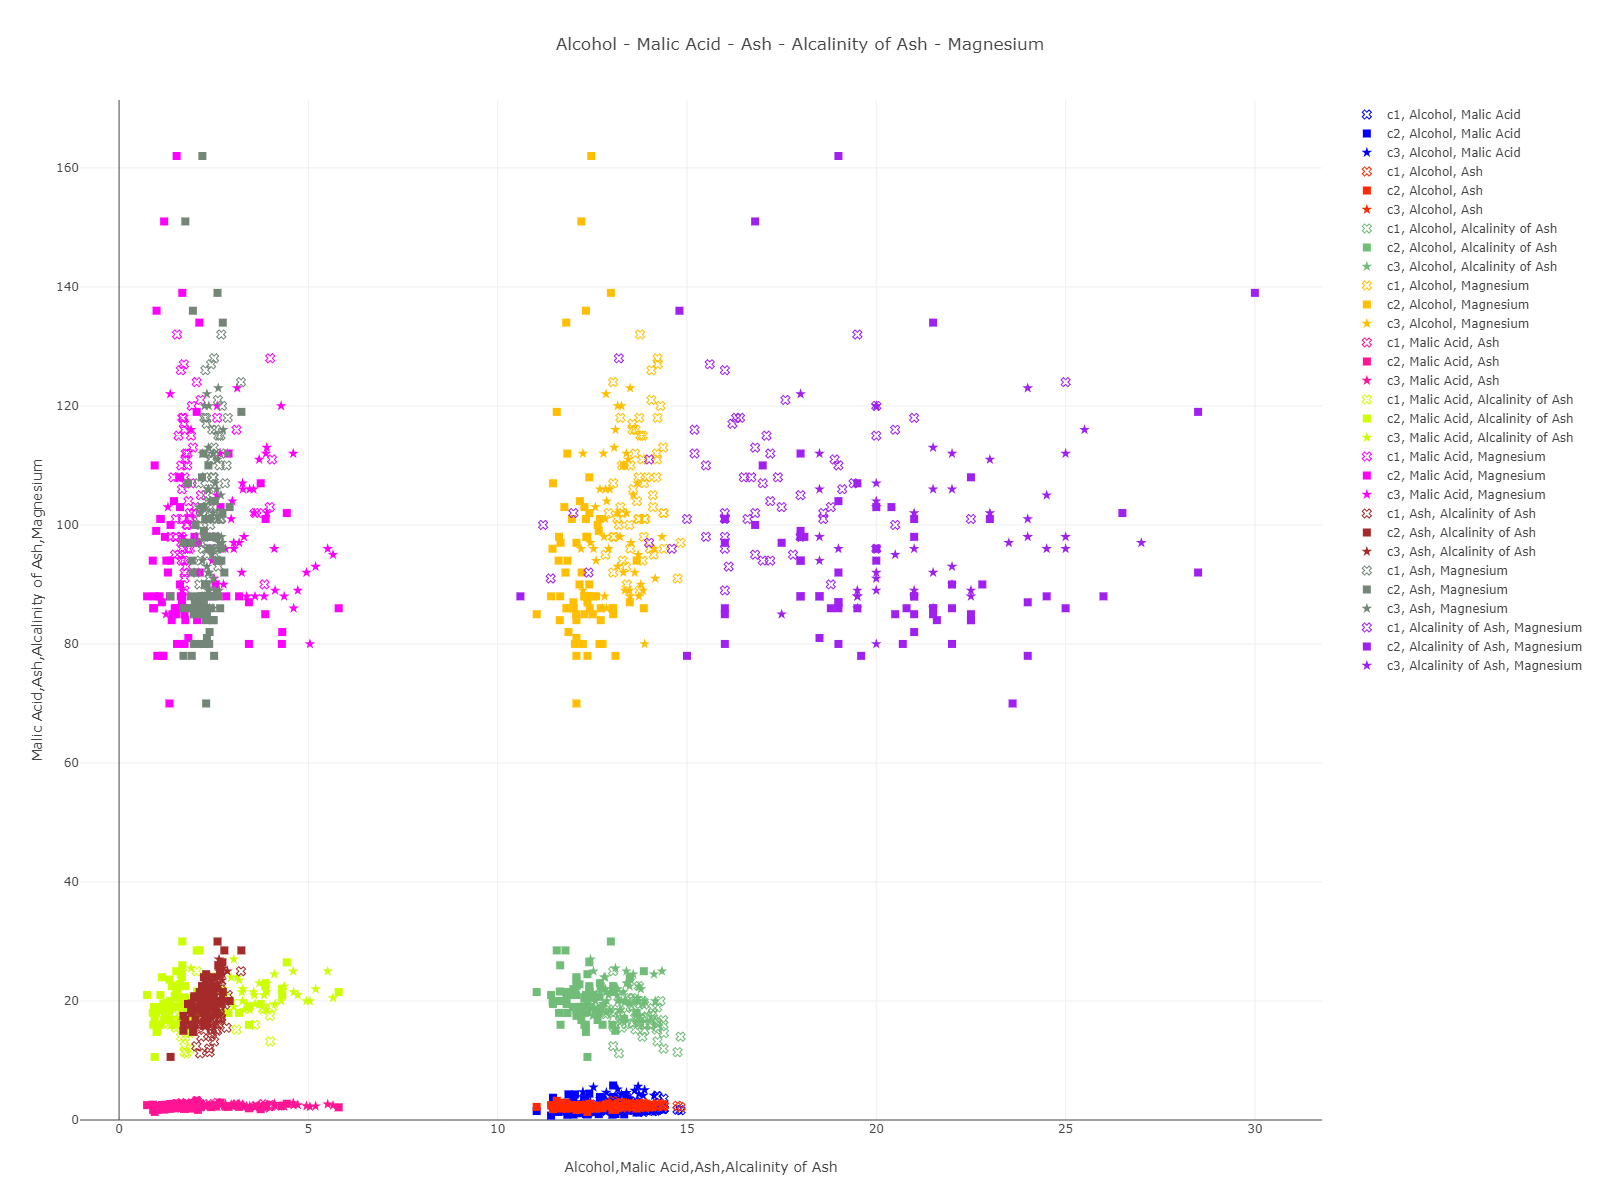 Alcohol - Malic Acid - Ash - Alcalinity of Ash - Magnesium
160
140
120
100
80
60
40
20
0
0
5
10
15
20
25
30
Malic Acid,Ash,Alcalinity of Ash,Magnesium
Alcohol,Malic Acid,Ash,Alcalinity of Ash
c1, Alcohol, Malic Acid
c2, Alcohol, Malic Acid
c3, Alcohol, Malic Acid
c1, Alcohol, Ash
c2, Alcohol, Ash
c3, Alcohol, Ash
c1, Alcohol, Alcalinity of Ash
c2, Alcohol, Alcalinity of Ash
c3, Alcohol, Alcalinity of Ash
c1, Alcohol, Magnesium
c2, Alcohol, Magnesium
c3, Alcohol, Magnesium
c1, Malic Acid, Ash
c2, Malic Acid, Ash
c3, Malic Acid, Ash
c1, Malic Acid, Alcalinity of Ash
c2, Malic Acid, Alcalinity of Ash
c3, Malic Acid, Alcalinity of Ash
c1, Malic Acid, Magnesium
c2, Malic Acid, Magnesium
c3, Malic Acid, Magnesium
c1, Ash, Alcalinity of Ash
c2, Ash, Alcalinity of Ash
c3, Ash, Alcalinity of Ash
c1, Ash, Magnesium
c2, Ash, Magnesium
c3, Ash, Magnesium
c1, Alcalinity of Ash, Magnesium
c2, Alcalinity of Ash, Magnesium
c3, Alcalinity of Ash, Magnesium